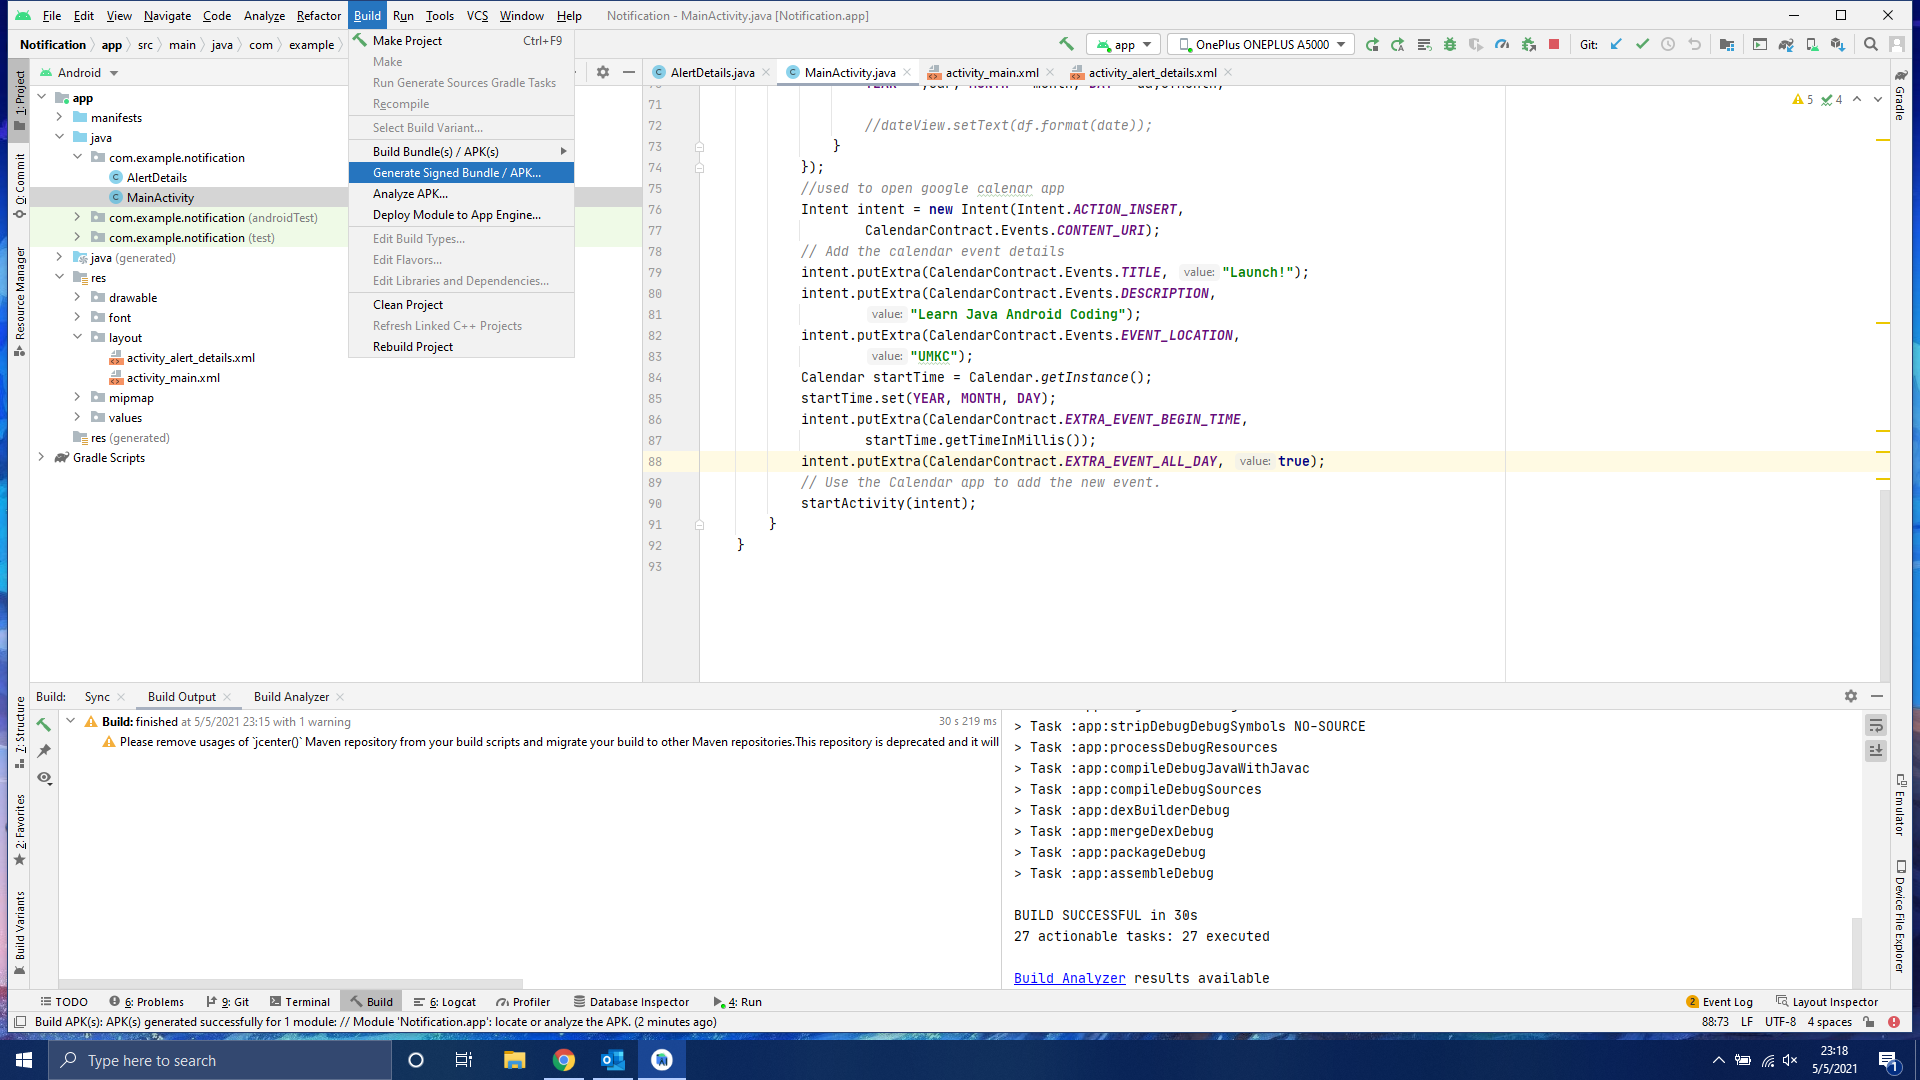 File Edit View Navigate Code Analyze Refactor Build Run Tools VCS Window Help Notification - MainActivity.java [Notification.app]
Notification app src main java com example
app OnePlus ONEPLUS A5000 Git:
Make Project Ctrl+F9
Make
Run Generate Sources Gradle Tasks
Recompile
Select Build Variant...
Build Bundle(s) / APK(s)
Generate Signed Bundle / APK...
Analyze APK...
Deploy Module to App Engine...
Edit Build Types...
Edit Flavors...
Edit Libraries and Dependencies...
Clean Project
Refresh Linked C++ Projects
Rebuild Project
1: Project
0: Commit
Resource Manager
7: Structure
2: Favorites
Build Variants
Android
app
manifests
java
com.example.notification
AlertDetails
MainActivity
com.example.notification (androidTest)
com.example.notification (test)
java (generated)
res
drawable
font
layout
activity_alert_details.xml
activity_main.xml
mipmap
values
res (generated)
Gradle Scripts
AlertDetails.java MainActivity.java activity_main.xml activity_alert_details.xml
5 4
71
72 //dateView.setText(df.format(date));
73 }
74 });
75 //used to open google calenar app
76 Intent intent = new Intent(Intent.ACTION_INSERT,
77 CalendarContract.Events.CONTENT_URI);
78 // Add the calendar event details
79 intent.putExtra(CalendarContract.Events.TITLE, value: "Launch!");
80 intent.putExtra(CalendarContract.Events.DESCRIPTION,
81 value: "Learn Java Android Coding");
82 intent.putExtra(CalendarContract.Events.EVENT_LOCATION,
83 value: "UMKC");
84 Calendar startTime = Calendar.getInstance();
85 startTime.set(YEAR, MONTH, DAY);
86 intent.putExtra(CalendarContract.EXTRA_EVENT_BEGIN_TIME,
87 startTime.getTimeInMillis());
88 intent.putExtra(CalendarContract.EXTRA_EVENT_ALL_DAY, value: true);
89 // Use the Calendar app to add the new event.
90 startActivity(intent);
91 }
92 }
93
Gradle
Emulator
Device File Explorer
Build: Sync Build Output Build Analyzer
Build: finished at 5/5/2021 23:15 with 1 warning 30 s 219 ms
Please remove usages of `jcenter()` Maven repository from your build scripts and migrate your build to other Maven repositories.This repository is deprecated and it will
> Task :app:stripDebugDebugSymbols NO-SOURCE
> Task :app:processDebugResources
> Task :app:compileDebugJavaWithJavac
> Task :app:compileDebugSources
> Task :app:dexBuilderDebug
> Task :app:mergeDexDebug
> Task :app:packageDebug
> Task :app:assembleDebug
BUILD SUCCESSFUL in 30s
27 actionable tasks: 27 executed
Build Analyzer results available
TODO 6: Problems 9: Git Terminal Build 6: Logcat Profiler Database Inspector 4: Run 2 Event Log Layout Inspector
Build APK(s): APK(s) generated successfully for 1 module: // Module 'Notification.app': locate or analyze the APK. (2 minutes ago) 88:73 LF UTF-8 4 spaces
Type here to search
23:18
5/5/2021
1